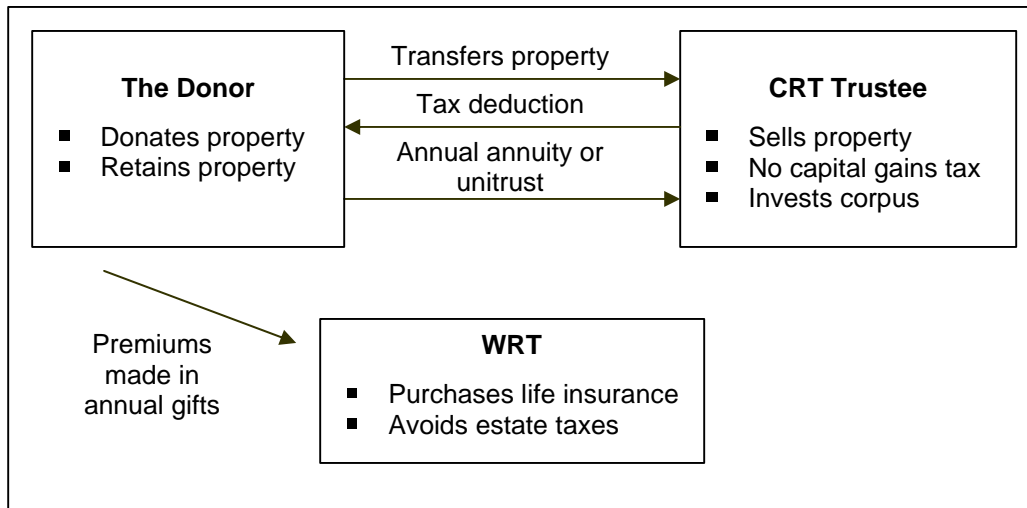 The Donor
▪ Donates property
▪ Retains property
Transfers property
Tax deduction
Annual annuity or
unitrust
CRT Trustee
▪ Sells property
▪ No capital gains tax
▪ Invests corpus
Premiums
made in
annual gifts
WRT
▪ Purchases life insurance
▪ Avoids estate taxes